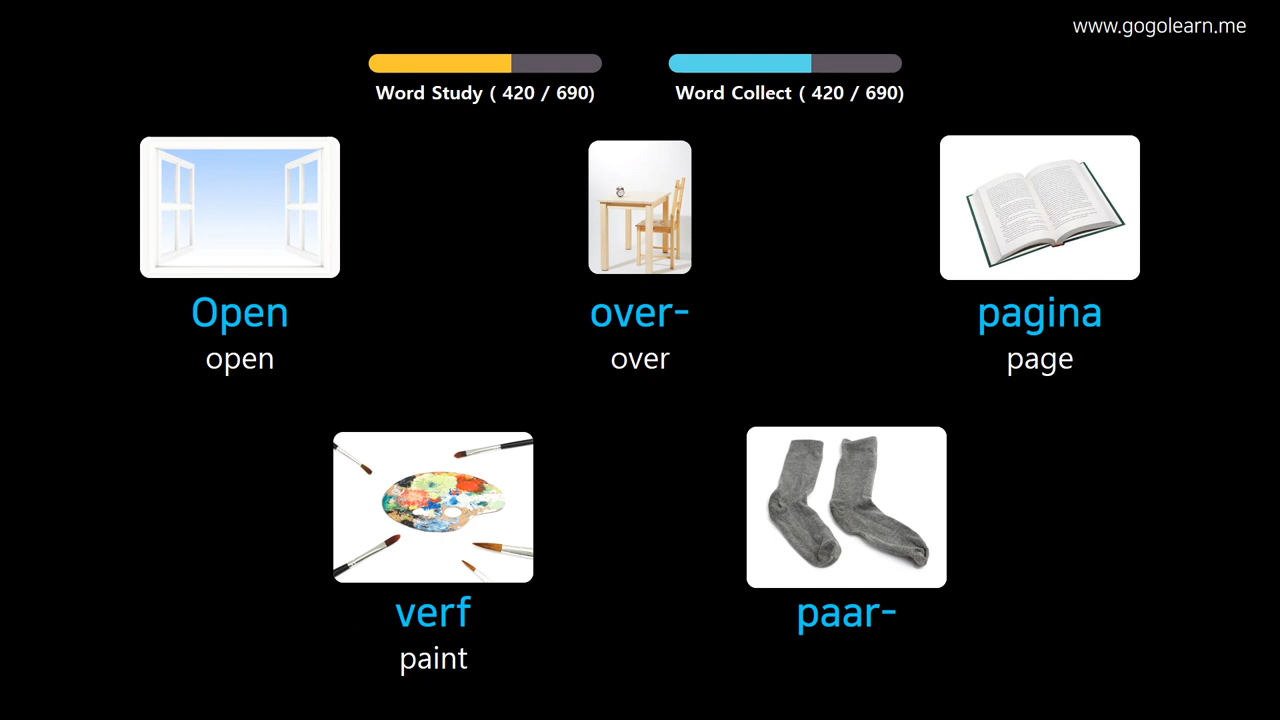 www.gogolearn.me
Word Study ( 420 / 690)
Word Collect ( 420 / 690)
Open
open
over-
over
pagina
page
verf
paint
paar-